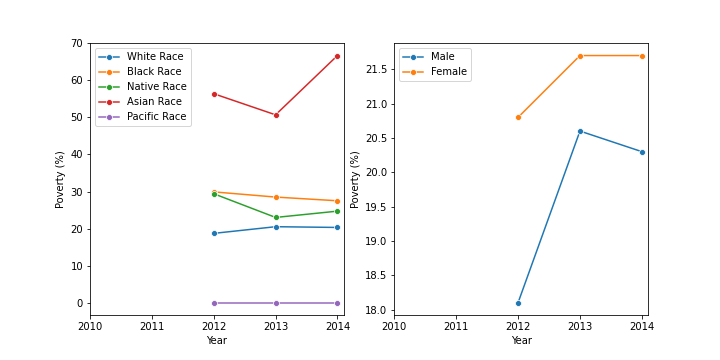 White Race
Black Race
Native Race
Asian Race
Pacific Race
70
60
50
40
30
20
10
0
Poverty (%)
2010 2011 2012 2013 2014
Year
Male
Female
21.5
21.0
20.5
20.0
19.5
19.0
18.5
18.0
Poverty (%)
2010 2011 2012 2013 2014
Year